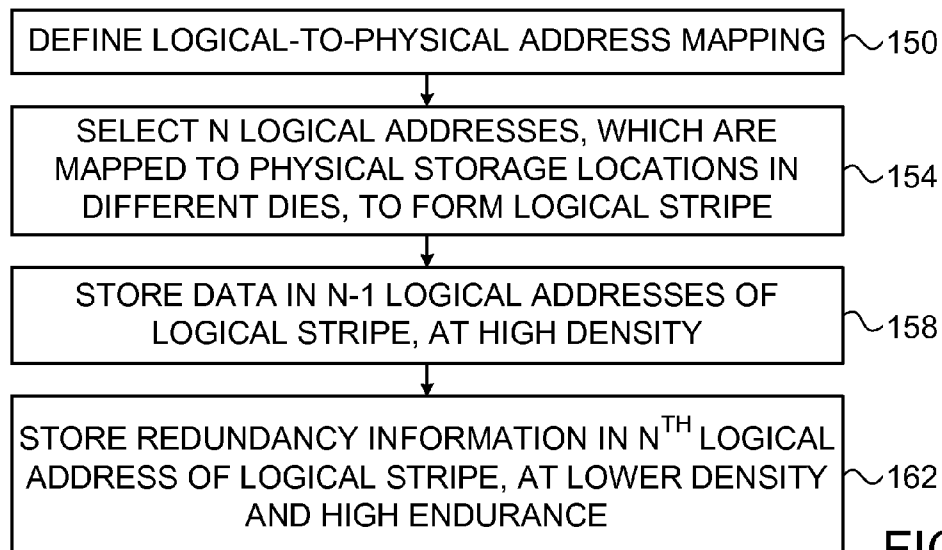 DEFINE LOGICAL-TO-PHYSICAL ADDRESS MAPPING
150
SELECT N LOGICAL ADDRESSES, WHICH ARE
MAPPED TO PHYSICAL STORAGE LOCATIONS IN
DIFFERENT DIES, TO FORM LOGICAL STRIPE
154
STORE DATA IN N-1 LOGICAL ADDRESSES OF
LOGICAL STRIPE, AT HIGH DENSITY
158
STORE REDUNDANCY INFORMATION IN N^TH LOGICAL
ADDRESS OF LOGICAL STRIPE, AT LOWER DENSITY
AND HIGH ENDURANCE
162